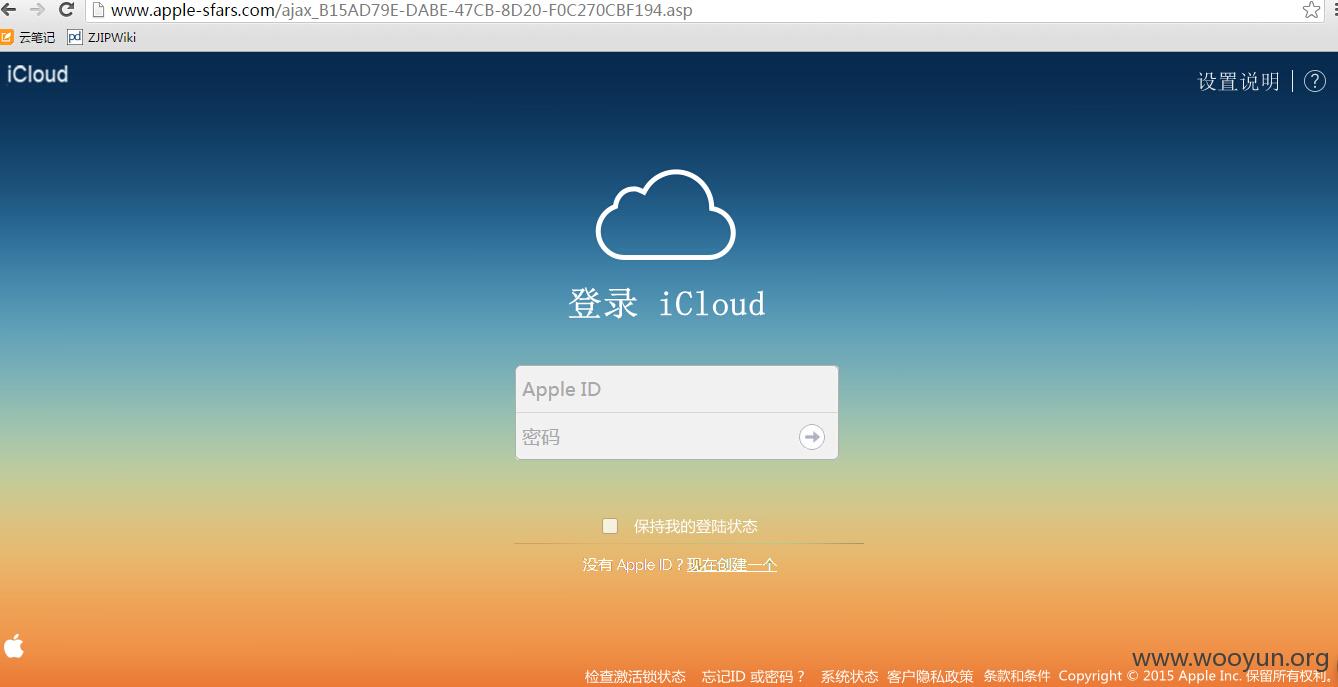 www.apple-sfars.com/ajax_B15AD79E-DABE-47CB-8D20-F0C270CBF194.asp
云笔记 pd ZJIPWiki
iCloud
设置说明 ?
登录 iCloud
Apple ID
密码
保持我的登陆状态
没有 Apple ID？现在创建一个
www.wooyun.org
检查激活锁状态 忘记ID 或密码？ 系统状态 客户隐私政策 条款和条件 Copyright © 2015 Apple Inc. 保留所有权利。